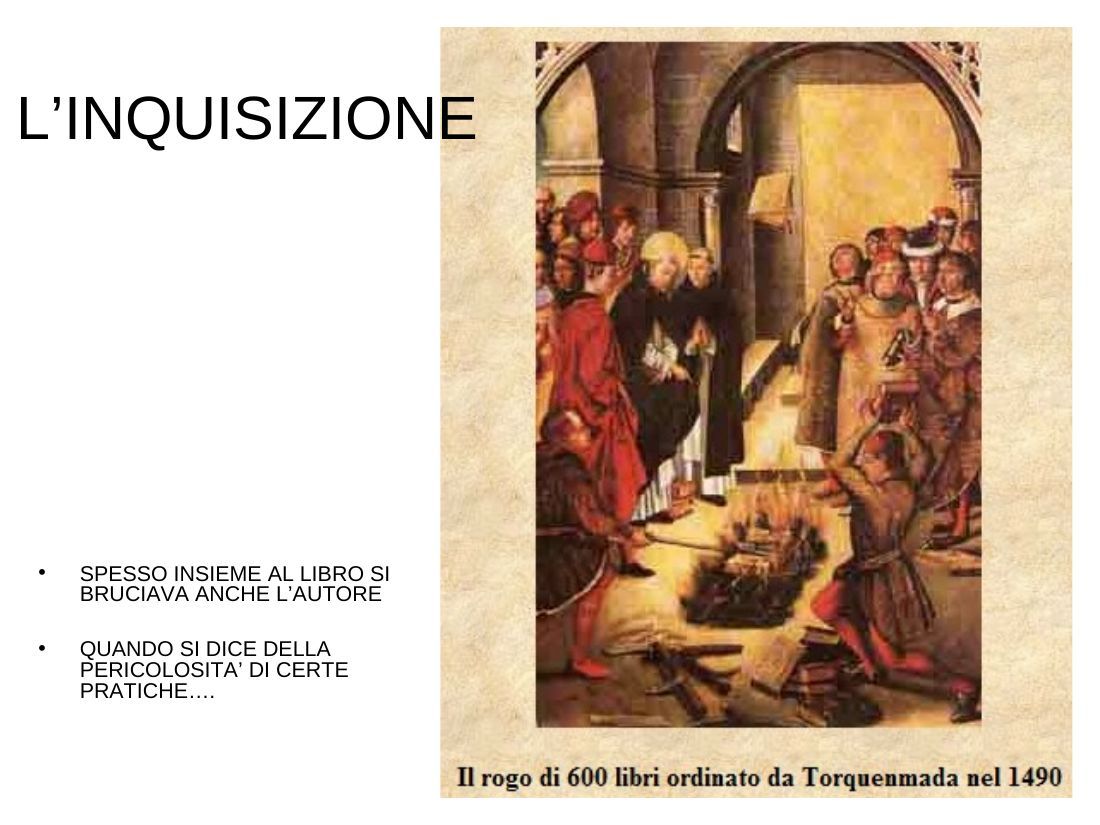 L’INQUISIZIONE
• SPESSO INSIEME AL LIBRO SI
BRUCIAVA ANCHE L’AUTORE
• QUANDO SI DICE DELLA
PERICOLOSITA’ DI CERTE
PRATICHE….
Il rogo di 600 libri ordinato da Torquenmada nel 1490